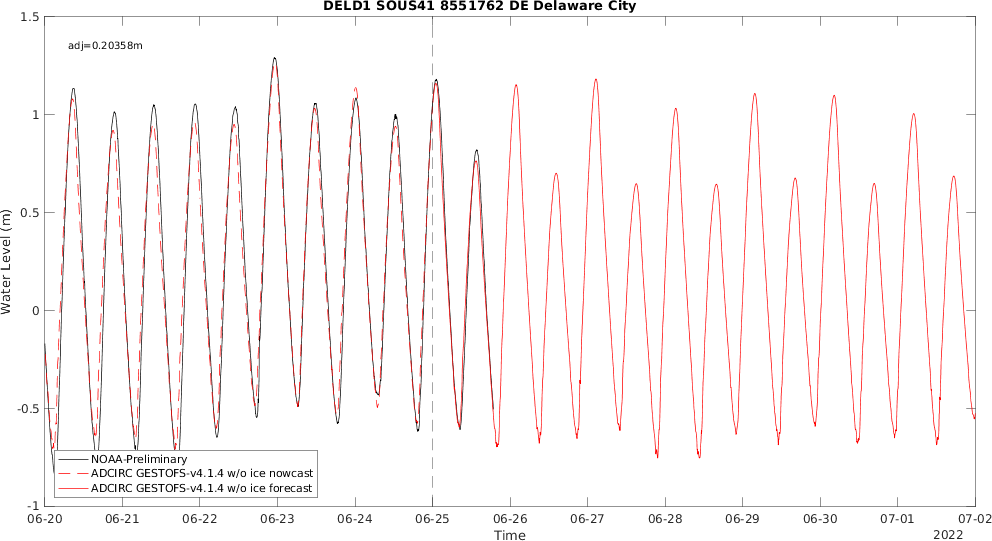 DELD1 SOUS41 8551762 DE Delaware City
1.5
adj=0.20358m
1
0.5
0
-0.5
-1
Water Level (m)
NOAA-Preliminary
ADCIRC GESTOFS-v4.1.4 w/o ice nowcast
ADCIRC GESTOFS-v4.1.4 w/o ice forecast
06-20 06-21 06-22 06-23 06-24 06-25 06-26 06-27 06-28 06-29 06-30 07-01 07-02
Time
2022